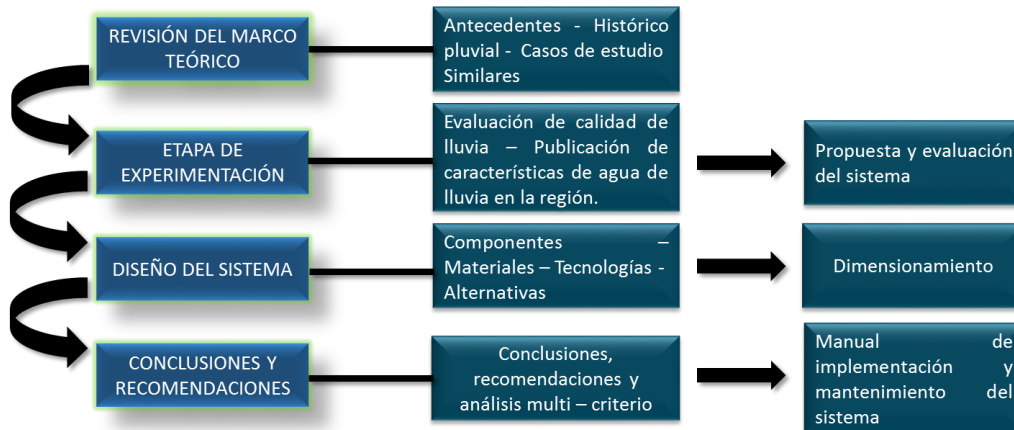 REVISIÓN DEL MARCO
TEÓRICO
Antecedentes - Histórico
pluvial - Casos de estudio
Similares
ETAPA DE
EXPERIMENTACIÓN
Evaluación de calidad de
lluvia – Publicación de
características de agua de
lluvia en la región.
Propuesta y evaluación
del sistema
DISEÑO DEL SISTEMA
Componentes –
Materiales – Tecnologías -
Alternativas
Dimensionamiento
CONCLUSIONES Y
RECOMENDACIONES
Conclusiones,
recomendaciones y
análisis multi – criterio
Manual de
implementación y
mantenimiento del
sistema